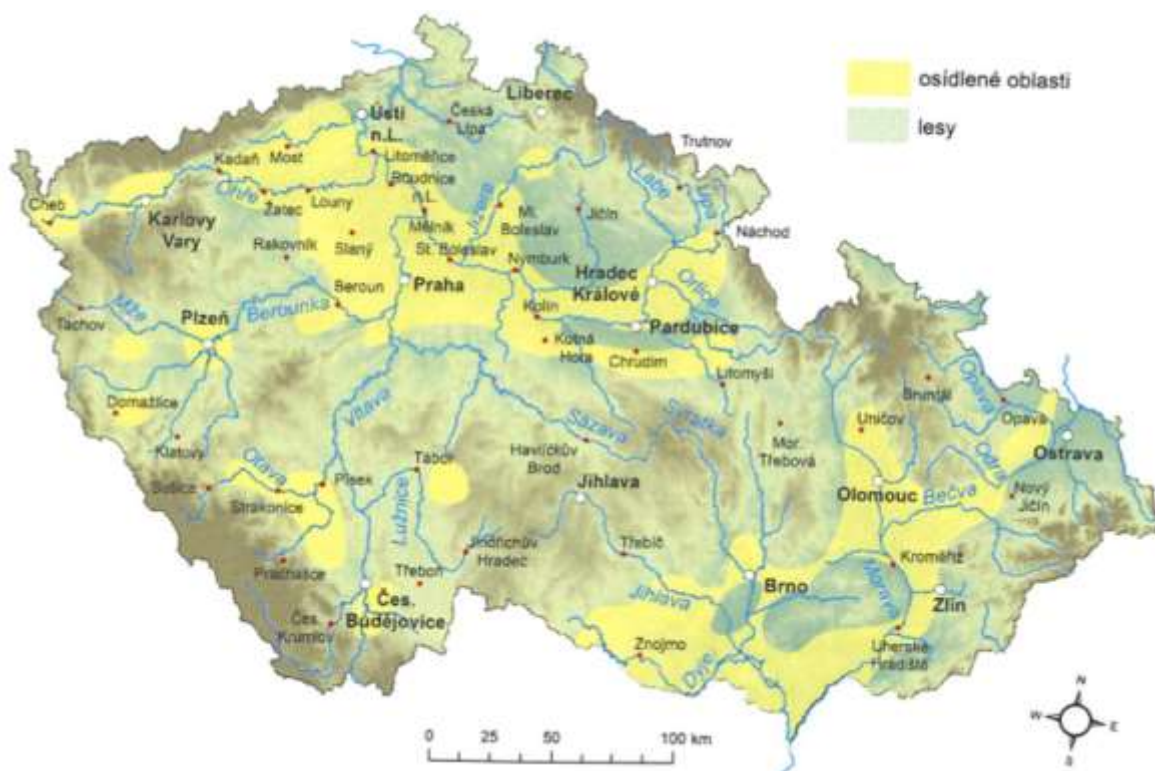 osídlené oblasti
lesy
Ústí
n.L.
Česká
Lípa
Liberec
Trutnov
Most
Kadaň
Litoměřice
Roudnice
n.L.
Labe
Úpa
Cheb
Ohře
Žatec
Louny
Jizera
Ml.
Boleslav
Jičín
Karlovy
Vary
Mělník
Slaný
Rakovník
St. Boleslav
Náchod
Nymburk
Hradec
Králové
Orlice
Praha
Beroun
Berounka
Mže
Tachov
Plzeň
Kolín
Pardubice
Kutná
Hora
Chrudim
Litomyšl
Bruntál
Opava
Opava
Domažlice
Klatovy
Vltava
Sázava
Svratka
Uničov
Mor.
Třebová
Havlíčkův
Brod
Odra
Ostrava
Otava
Písek
Tábor
Sušice
Strakonice
Jihlava
Olomouc
Bečva
Nový
Jičín
Lužnice
Jindřichův
Hradec
Třebíč
Kroměříž
Prachatice
Třeboň
Brno
Morava
Zlín
Jihlava
Čes.
Budějovice
Čes.
Krumlov
Znojmo
Dyje
Uherské
Hradiště
N
W
E
S
0 25 50 100 km